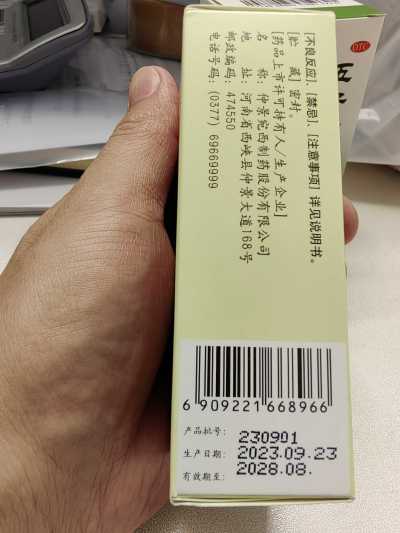 [不良反应]、[禁忌]、[注意事项] 详见说明书。
[贮 藏] 密封。
[药品上市许可持有人/生产企业]
名 称: 仲景宛西制药股份有限公司
地 址: 河南省西峡县仲景大道168号
邮政编码: 474550
电话号码: (0377) 69669999
6 909221 668966
产品批号: 230901
生产日期: 2023.09.23
有效期至: 2028.08.
OTC
五